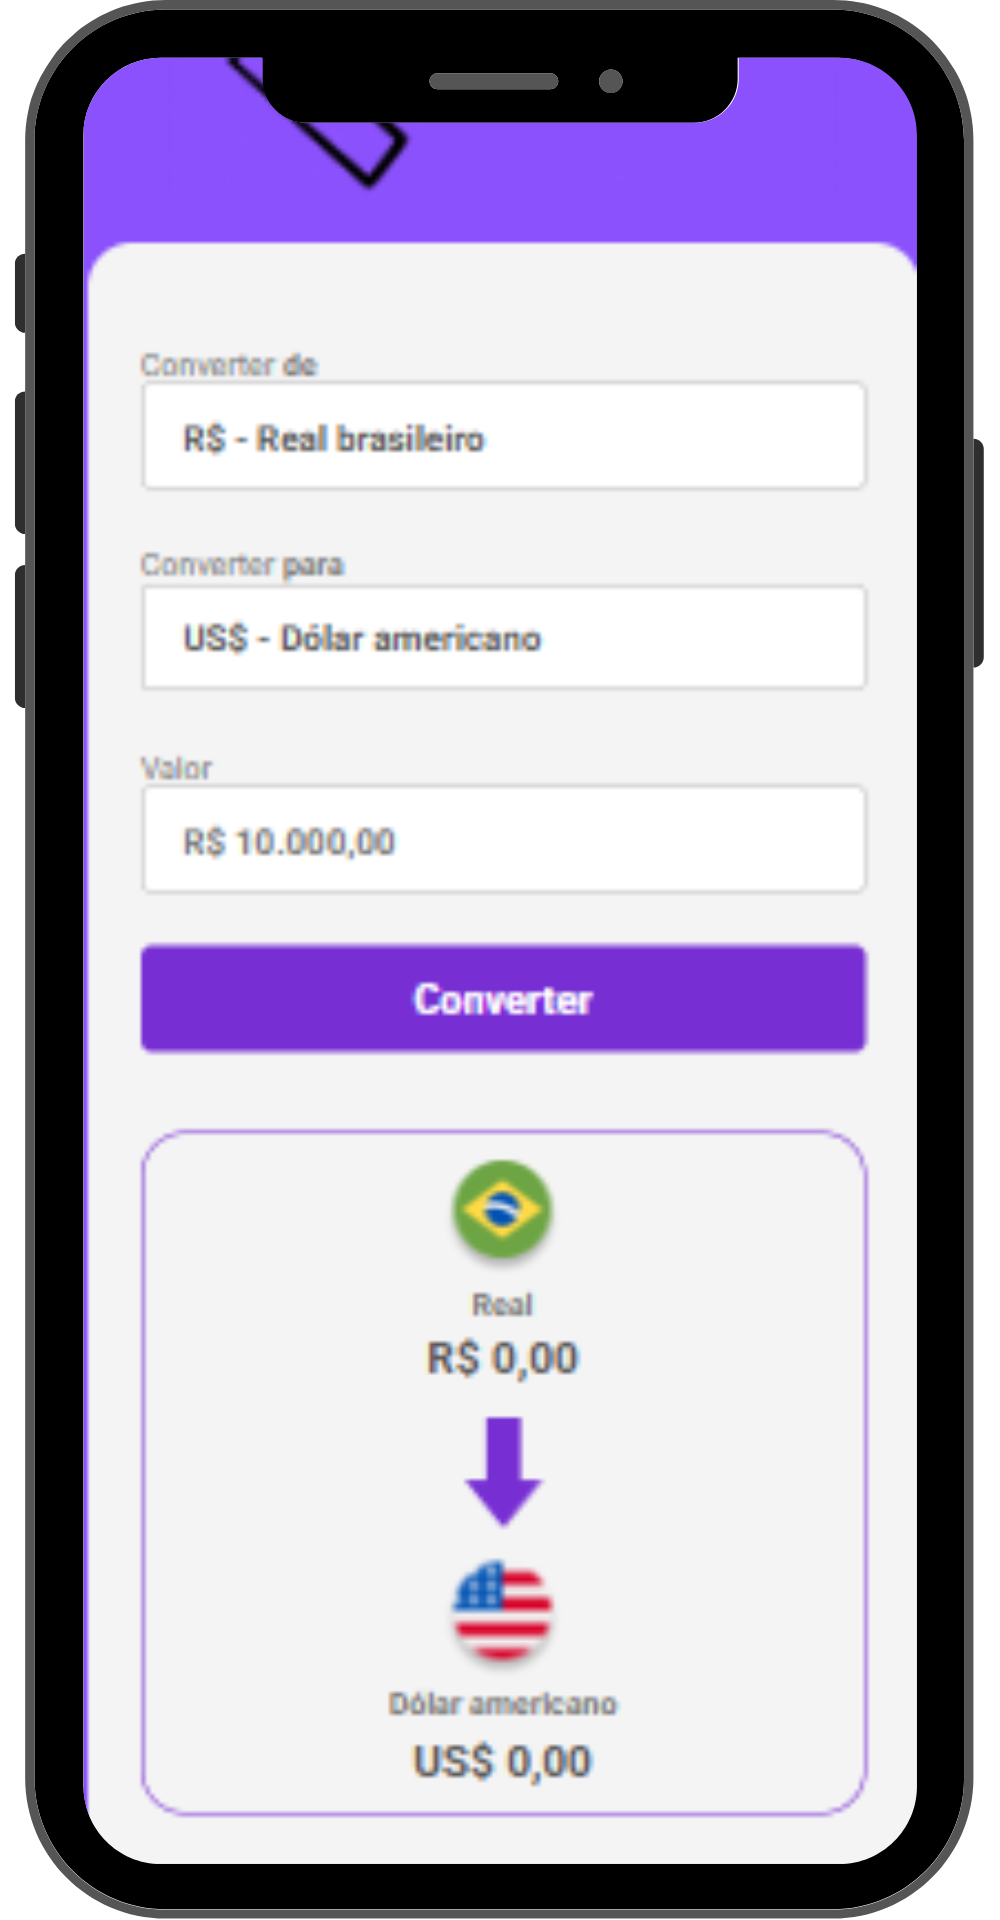 Converter de
R$ - Real brasileiro
Converter para
US$ - Dólar americano
Valor
R$ 10.000,00
Converter
Real
R$ 0,00
Dólar americano
US$ 0,00